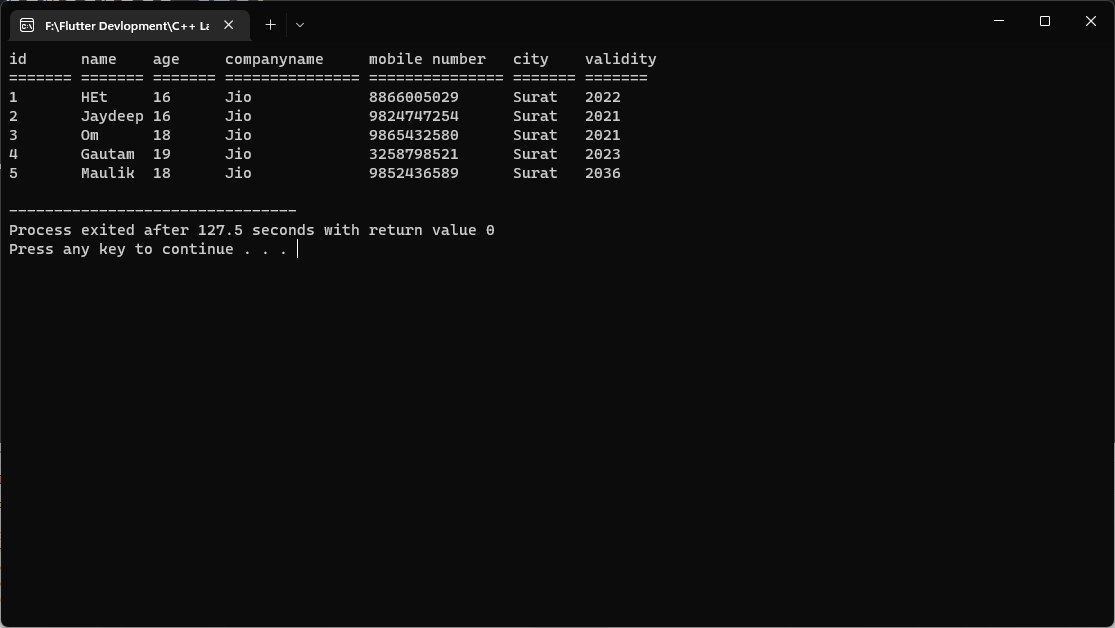 F:\Flutter Devlopment\C++ La
id name age companyname mobile number city validity
======= ======= ======= =============== =============== ======= =======
1 HEt 16 Jio 8866005029 Surat 2022
2 Jaydeep 16 Jio 9824747254 Surat 2021
3 Om 18 Jio 9865432580 Surat 2021
4 Gautam 19 Jio 3258798521 Surat 2023
5 Maulik 18 Jio 9852436589 Surat 2036
--------------------------------
Process exited after 127.5 seconds with return value 0
Press any key to continue . . .